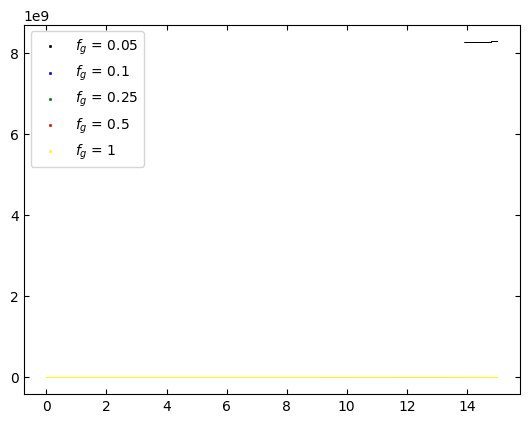 1e9
f_g = 0.05
f_g = 0.1
f_g = 0.25
f_g = 0.5
f_g = 1
8
6
4
2
0
0 2 4 6 8 10 12 14